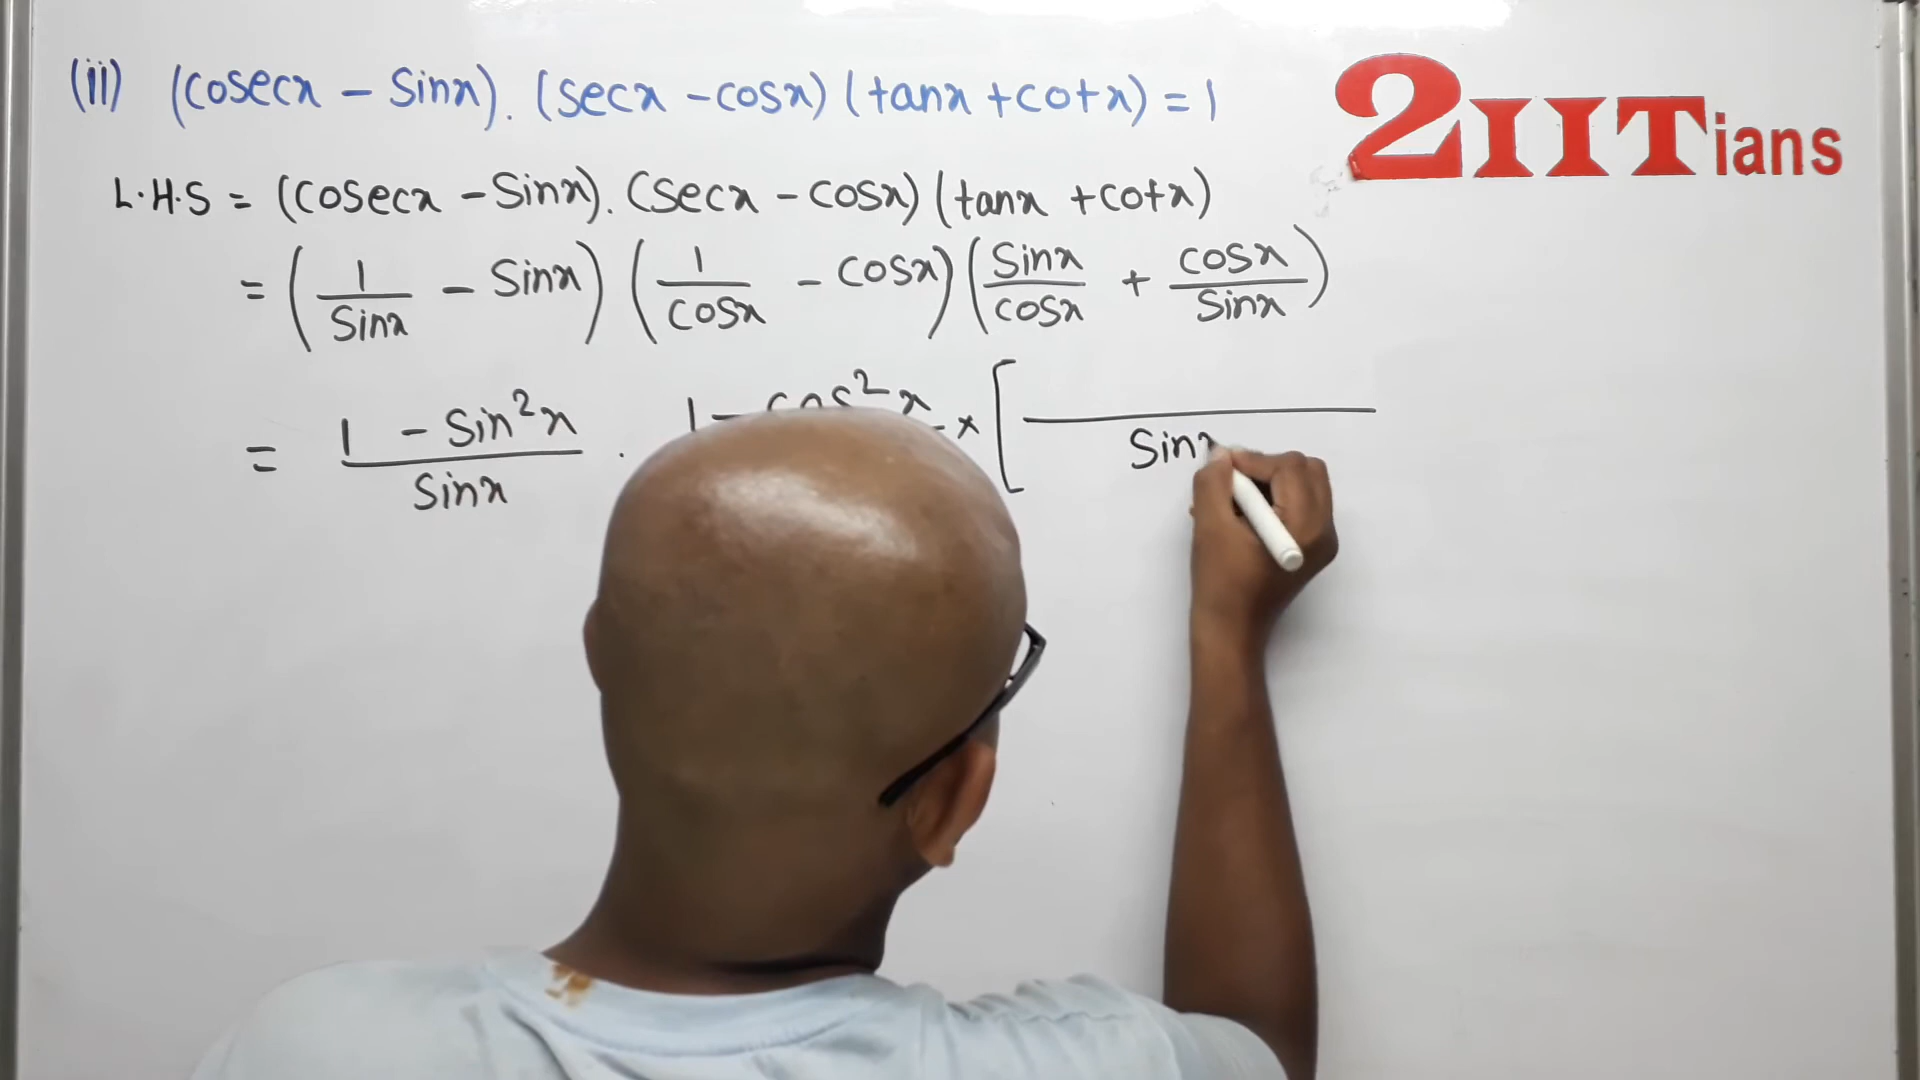 (ii) (cosecx - sinx). (secx - cosx) (tanx + cotx) = 1
2IITians
L.H.S = (cosecx - sinx). (secx - cosx) (tanx + cotx)
= (1/sinx - sinx) (1/cosx - cosx) (sinx/cosx + cosx/sinx)
= 1 - sin²x/sinx . 1 - cos²x × [ sinx